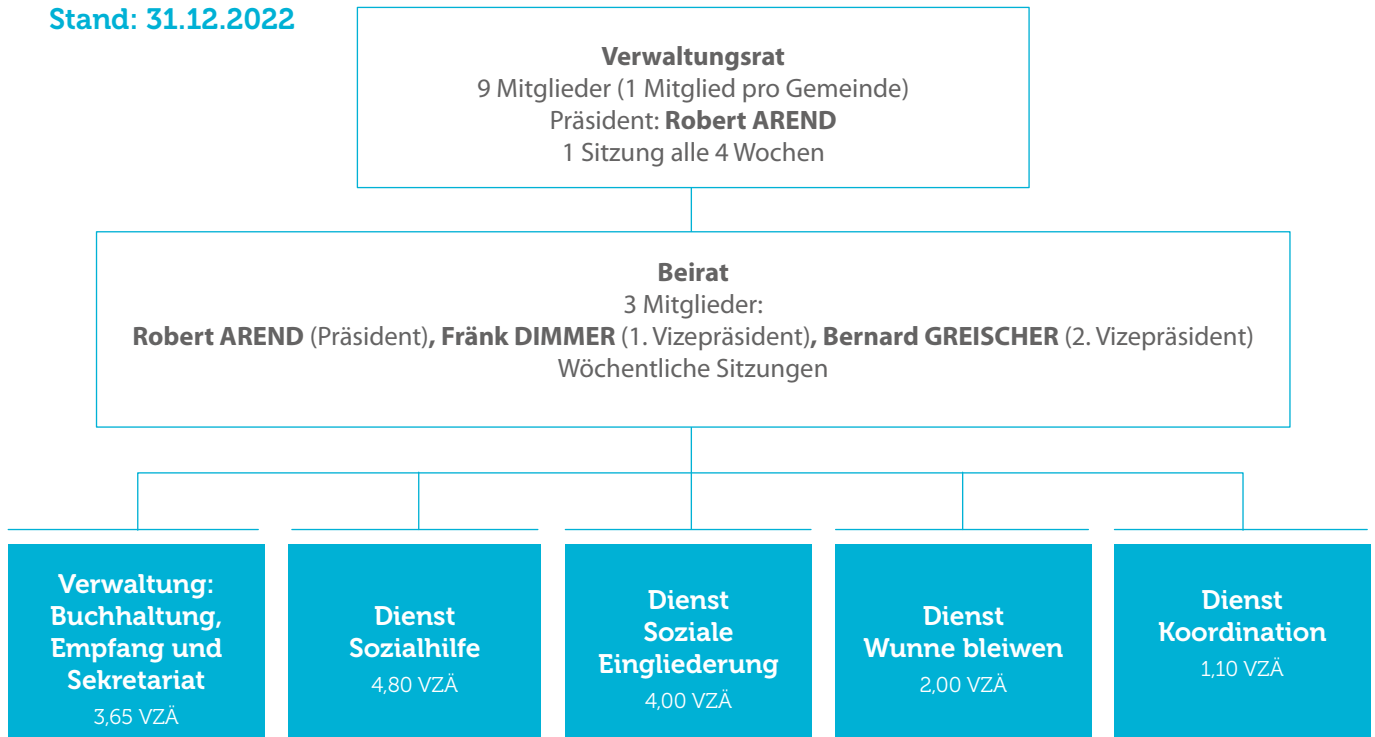 Stand: 31.12.2022
Verwaltungsrat
9 Mitglieder (1 Mitglied pro Gemeinde)
Präsident: Robert AREND
1 Sitzung alle 4 Wochen
Beirat
3 Mitglieder:
Robert AREND (Präsident), Fränk DIMMER (1. Vizepräsident), Bernard GREISCHER (2. Vizepräsident)
Wöchentliche Sitzungen
Verwaltung:
Buchhaltung,
Empfang und
Sekretariat
3,65 VZÄ
Dienst
Sozialhilfe
4,80 VZÄ
Dienst
Soziale
Eingliederung
4,00 VZÄ
Dienst
Wunne bleiwen
2,00 VZÄ
Dienst
Koordination
1,10 VZÄ